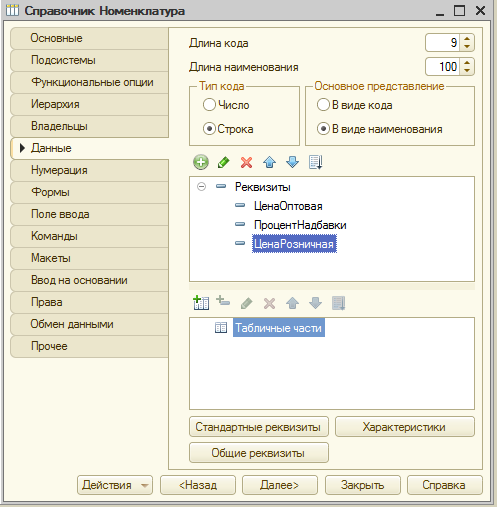 Справочник Номенклатура
Основные
Подсистемы
Функциональные опции
Иерархия
Владельцы
Данные
Нумерация
Формы
Поле ввода
Команды
Макеты
Ввод на основании
Права
Обмен данными
Прочее
Длина кода 9
Длина наименования 100
Тип кода
Число
Строка
Основное представление
В виде кода
В виде наименования
Реквизиты
ЦенаОптовая
ПроцентНадбавки
ЦенаРозничная
Табличные части
Стандартные реквизиты
Характеристики
Общие реквизиты
Действия
<Назад
Далее>
Закрыть
Справка